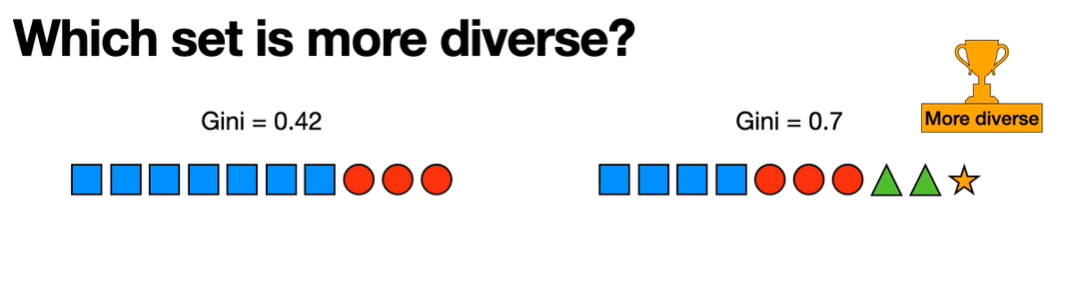 Which set is more diverse?
Gini = 0.42
Gini = 0.7
More diverse